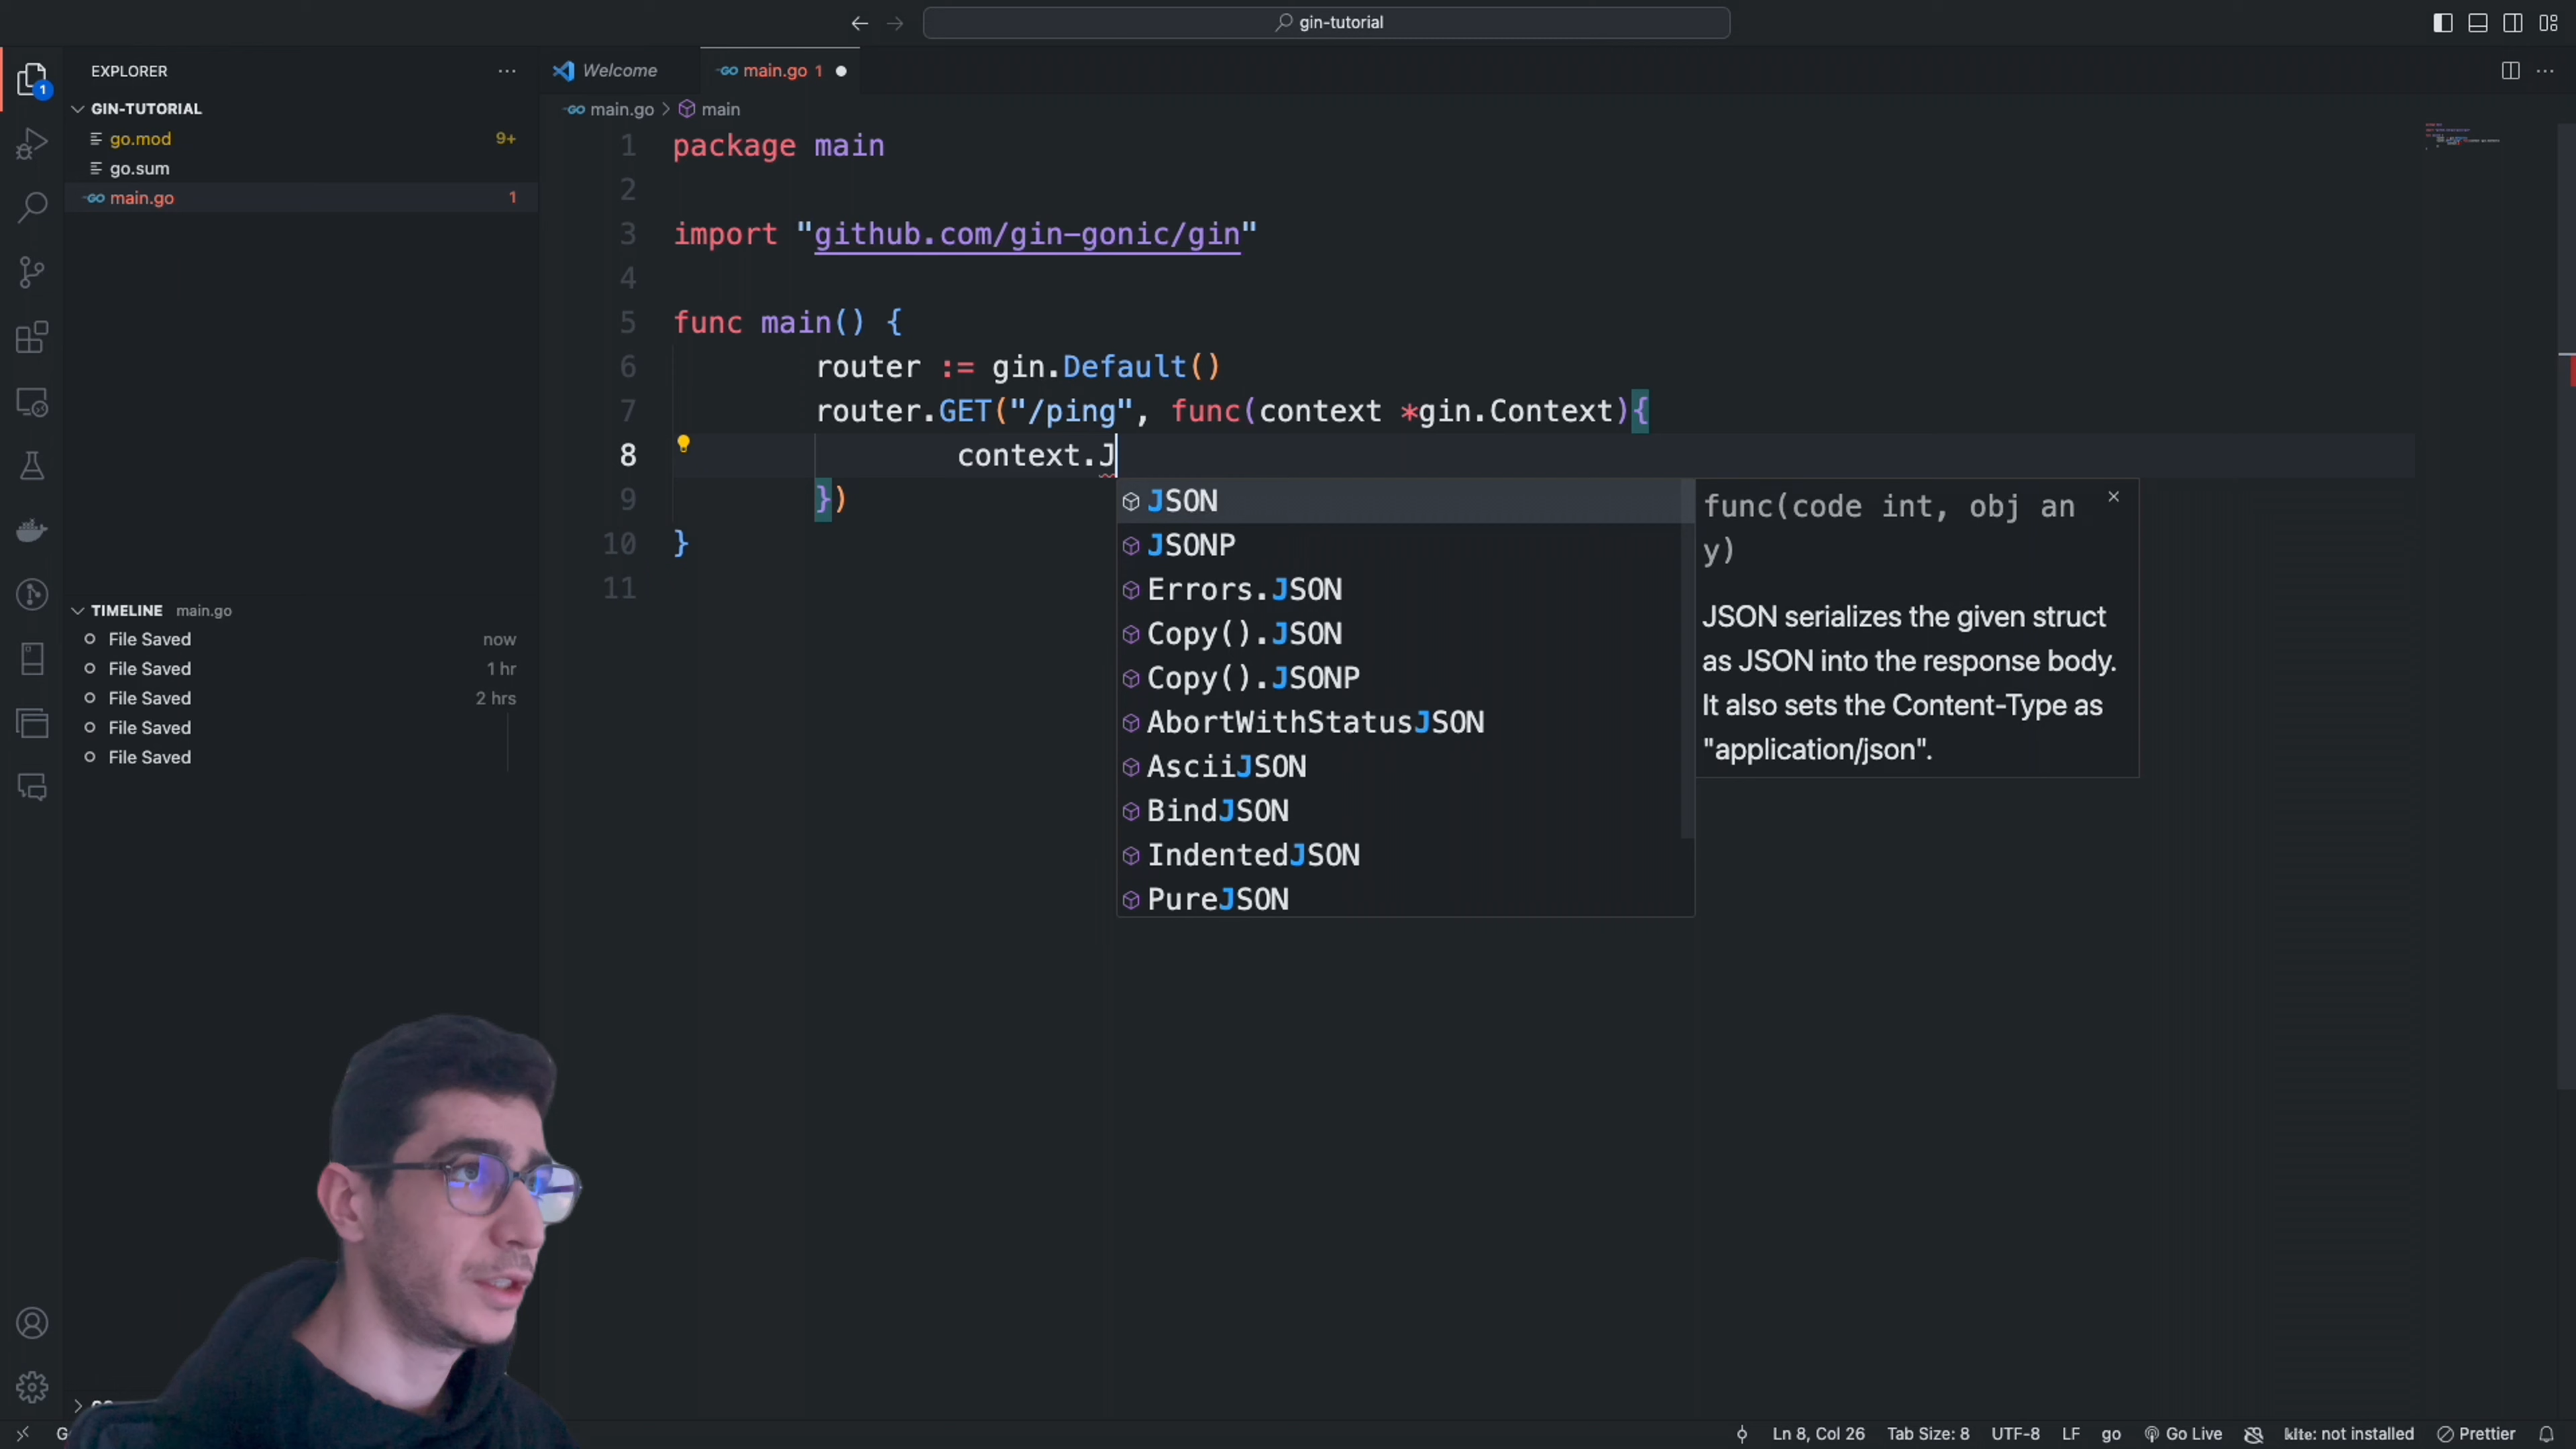 gin-tutorial
EXPLORER
GIN-TUTORIAL
go.mod 9+
go.sum
main.go 1
1
TIMELINE main.go
File Saved now
File Saved 1 hr
File Saved 2 hrs
File Saved
File Saved
Welcome
main.go 1
main.go > main
1 package main
2
3 import "github.com/gin-gonic/gin"
4
5 func main() {
6 router := gin.Default()
7 router.GET("/ping", func(context *gin.Context){
8 context.J
9 })
10 }
11
JSON
JSONP
Errors.JSON
Copy().JSON
Copy().JSONP
AbortWithStatusJSON
AsciiJSON
BindJSON
IndentedJSON
PureJSON
func(code int, obj an
y)
JSON serializes the given struct
as JSON into the response body.
It also sets the Content-Type as
"application/json".
Ln 8, Col 26 Tab Size: 8 UTF-8 LF go Go Live kite: not installed Prettier